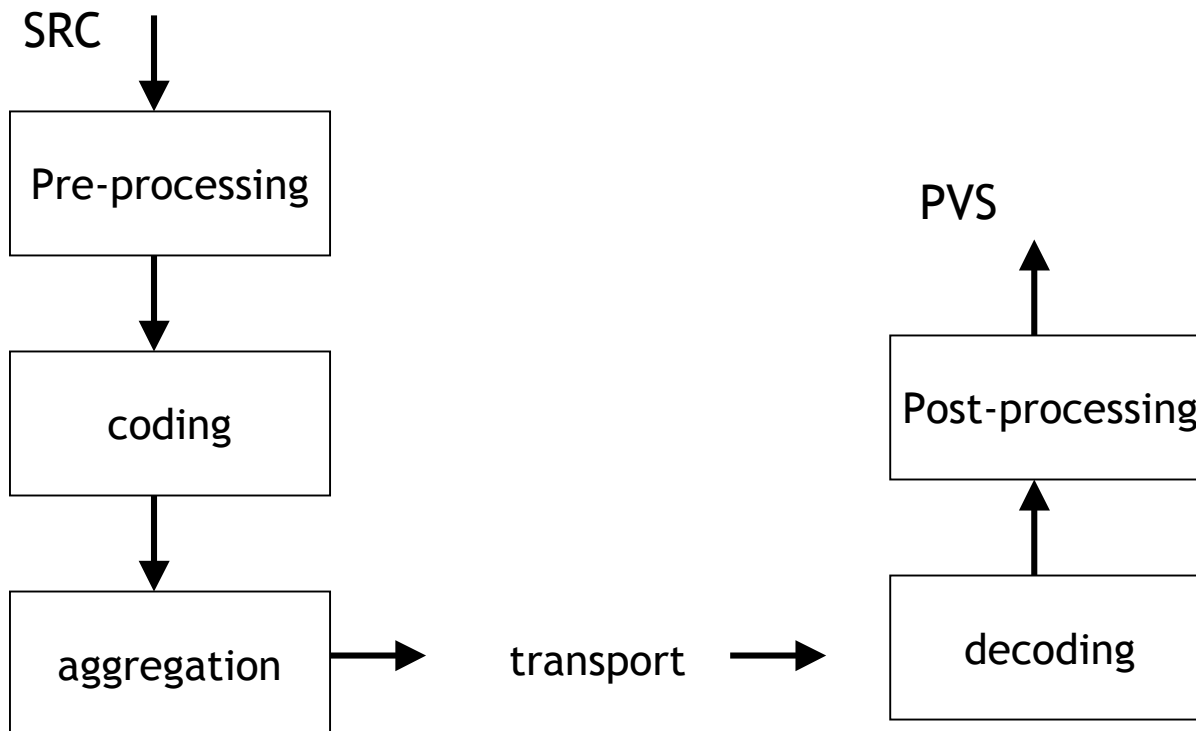 SRC
Pre-processing
coding
aggregation
transport
decoding
Post-processing
PVS